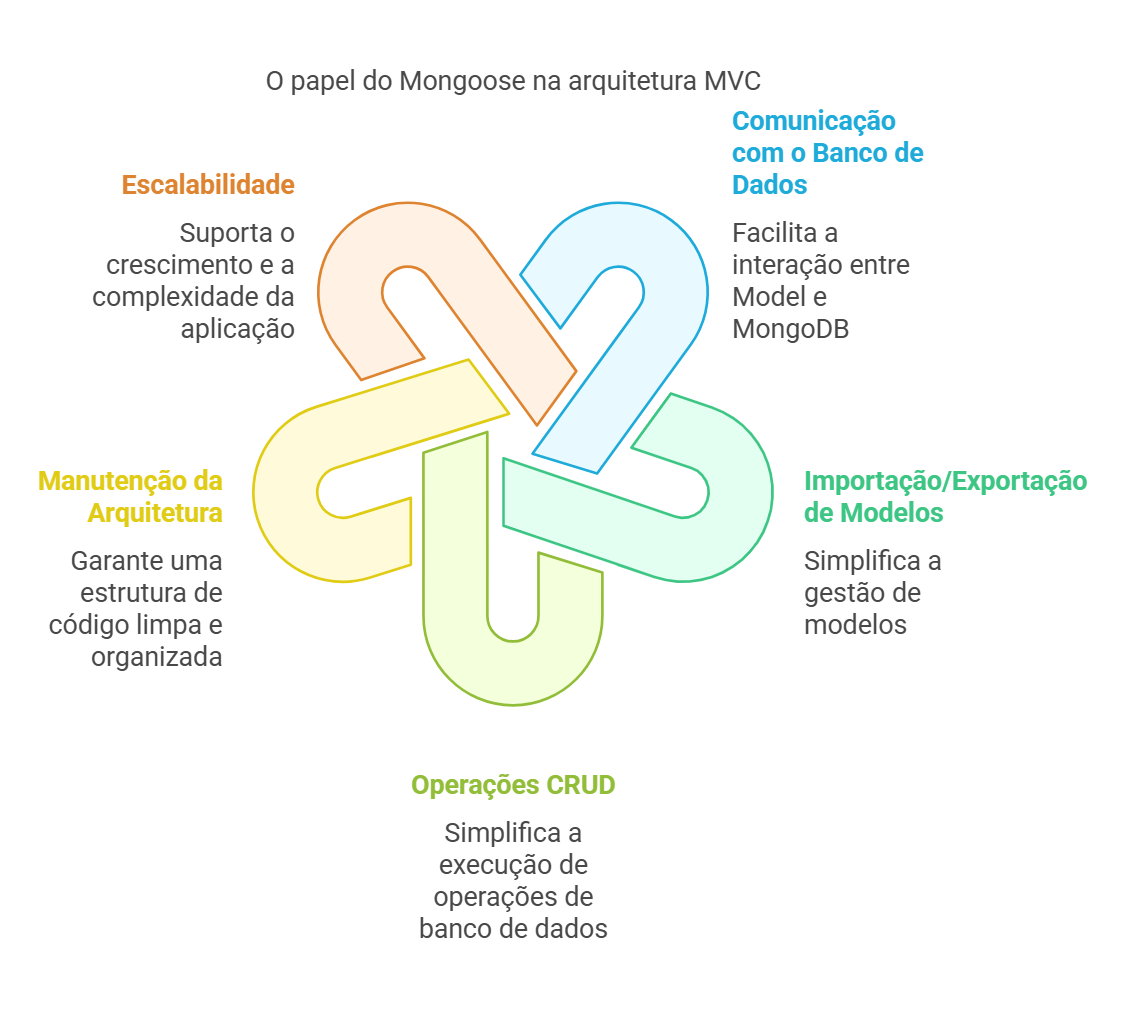 O papel do Mongoose na arquitetura MVC
Comunicação
com o Banco de
Dados
Facilita a
interação entre
Model e
MongoDB
Escalabilidade
Suporta o
crescimento e a
complexidade da
aplicação
Manutenção da
Arquitetura
Garante uma
estrutura de
código limpa e
organizada
Importação/Exportação
de Modelos
Simplifica a
gestão de
modelos
Operações CRUD
Simplifica a
execução de
operações de
banco de dados